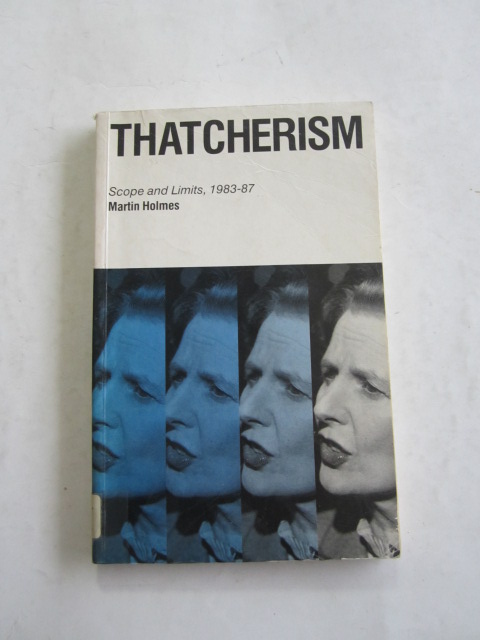 THATCHERISM
Scope and Limits, 1983-87
Martin Holmes